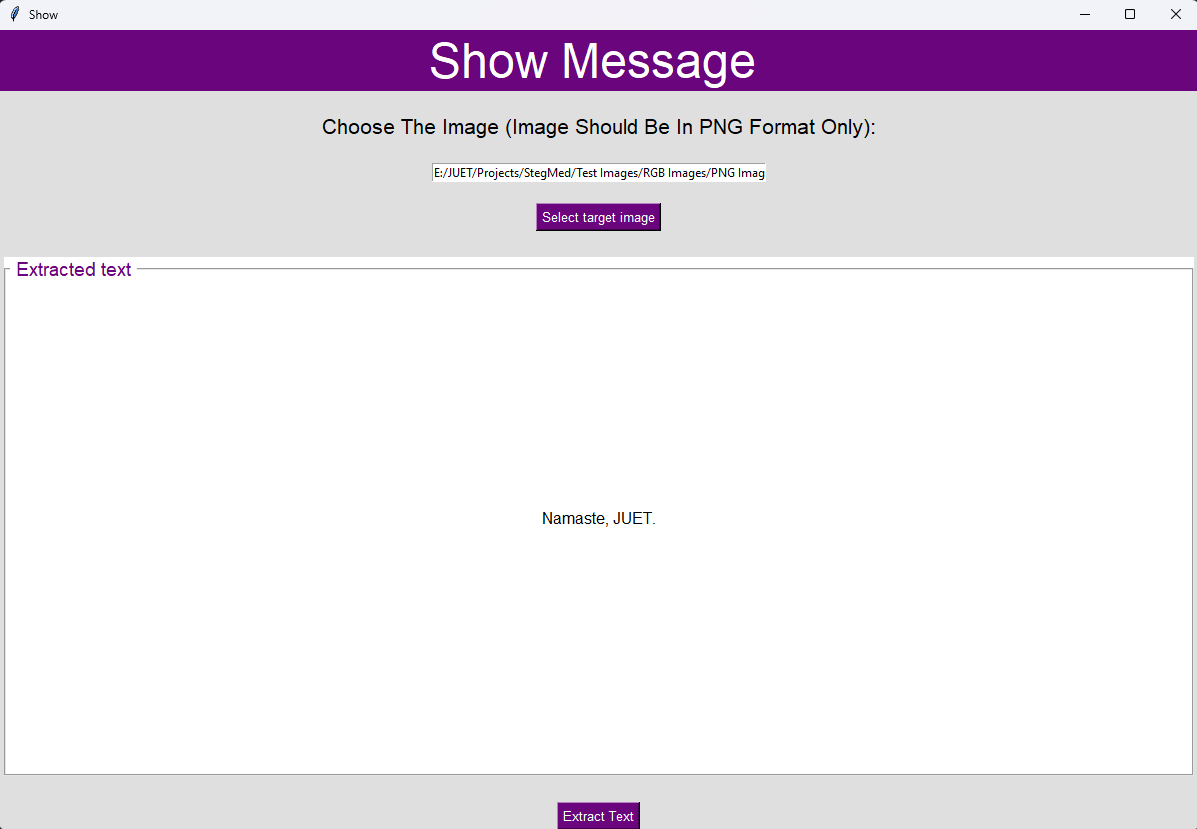 Show
Show Message
Choose The Image (Image Should Be In PNG Format Only):
E:/JUET/Projects/StegMed/Test Images/RGB Images/PNG Imag
Select target image
Extracted text
Namaste, JUET.
Extract Text